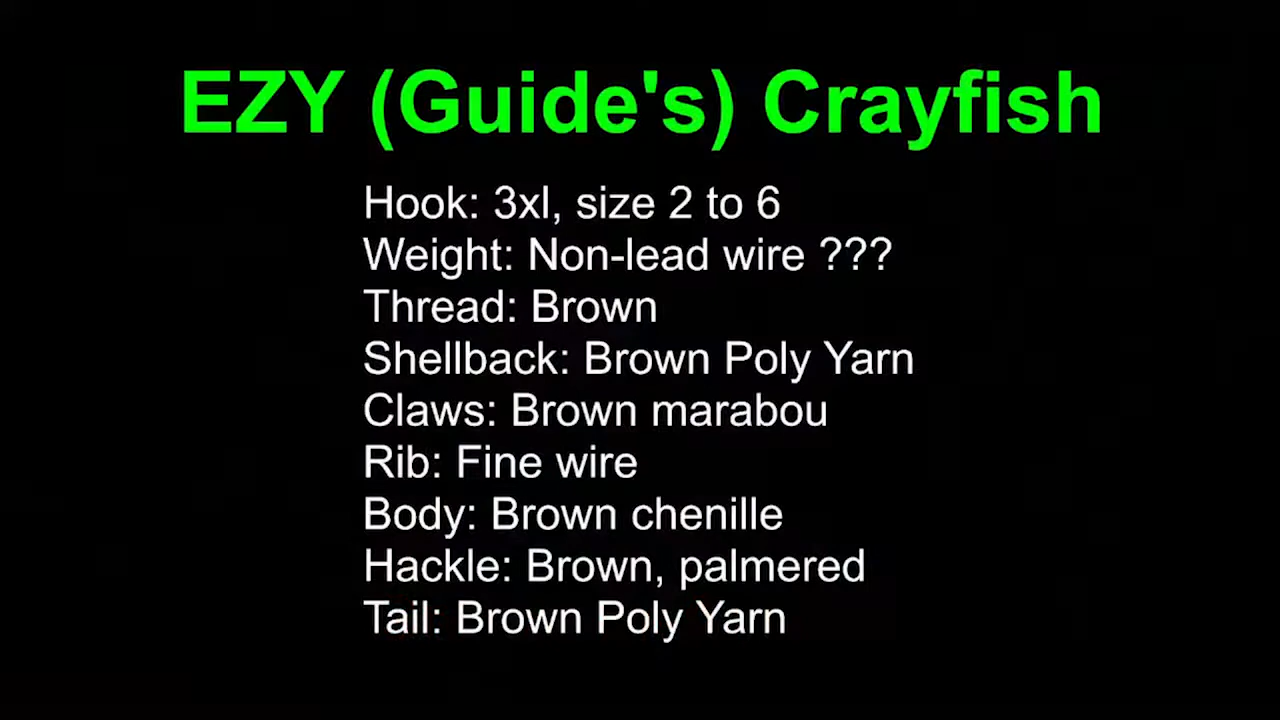 EZY (Guide's) Crayfish
Hook: 3xl, size 2 to 6
Weight: Non-lead wire ???
Thread: Brown
Shellback: Brown Poly Yarn
Claws: Brown marabou
Rib: Fine wire
Body: Brown chenille
Hackle: Brown, palmered
Tail: Brown Poly Yarn